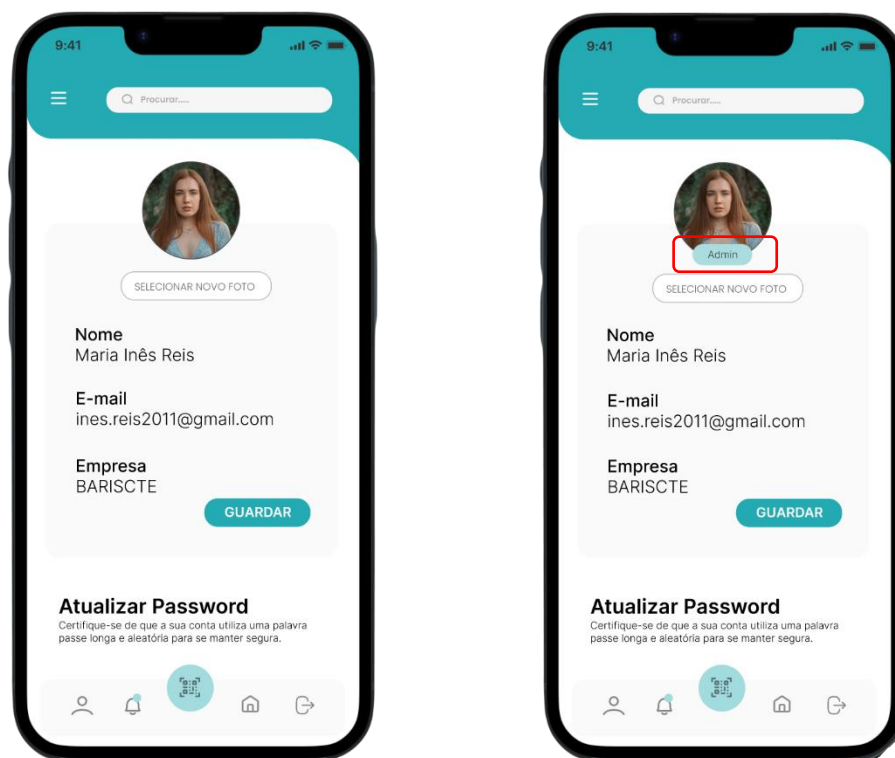 9:41
Procurar.....
SELECIONAR NOVO FOTO
Nome
Maria Inês Reis
E-mail
ines.reis2011@gmail.com
Empresa
BARISCTE
GUARDAR
Atualizar Password
Certifique-se de que a sua conta utiliza uma palavra
passe longa e aleatória para se manter segura.
9:41
Procurar.....
Admin
SELECIONAR NOVO FOTO
Nome
Maria Inês Reis
E-mail
ines.reis2011@gmail.com
Empresa
BARISCTE
GUARDAR
Atualizar Password
Certifique-se de que a sua conta utiliza uma palavra
passe longa e aleatória para se manter segura.